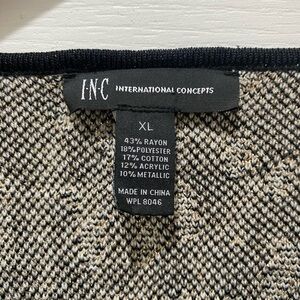 I·N·C INTERNATIONAL CONCEPTS
XL
43% RAYON
18% POLYESTER
17% COTTON
12% ACRYLIC
10% METALLIC
MADE IN CHINA
WPL 8046